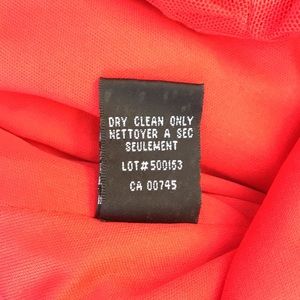 DRY CLEAN ONLY
NETTOYER A SEC
SEULEMENT
LOT#500153
CA 00745